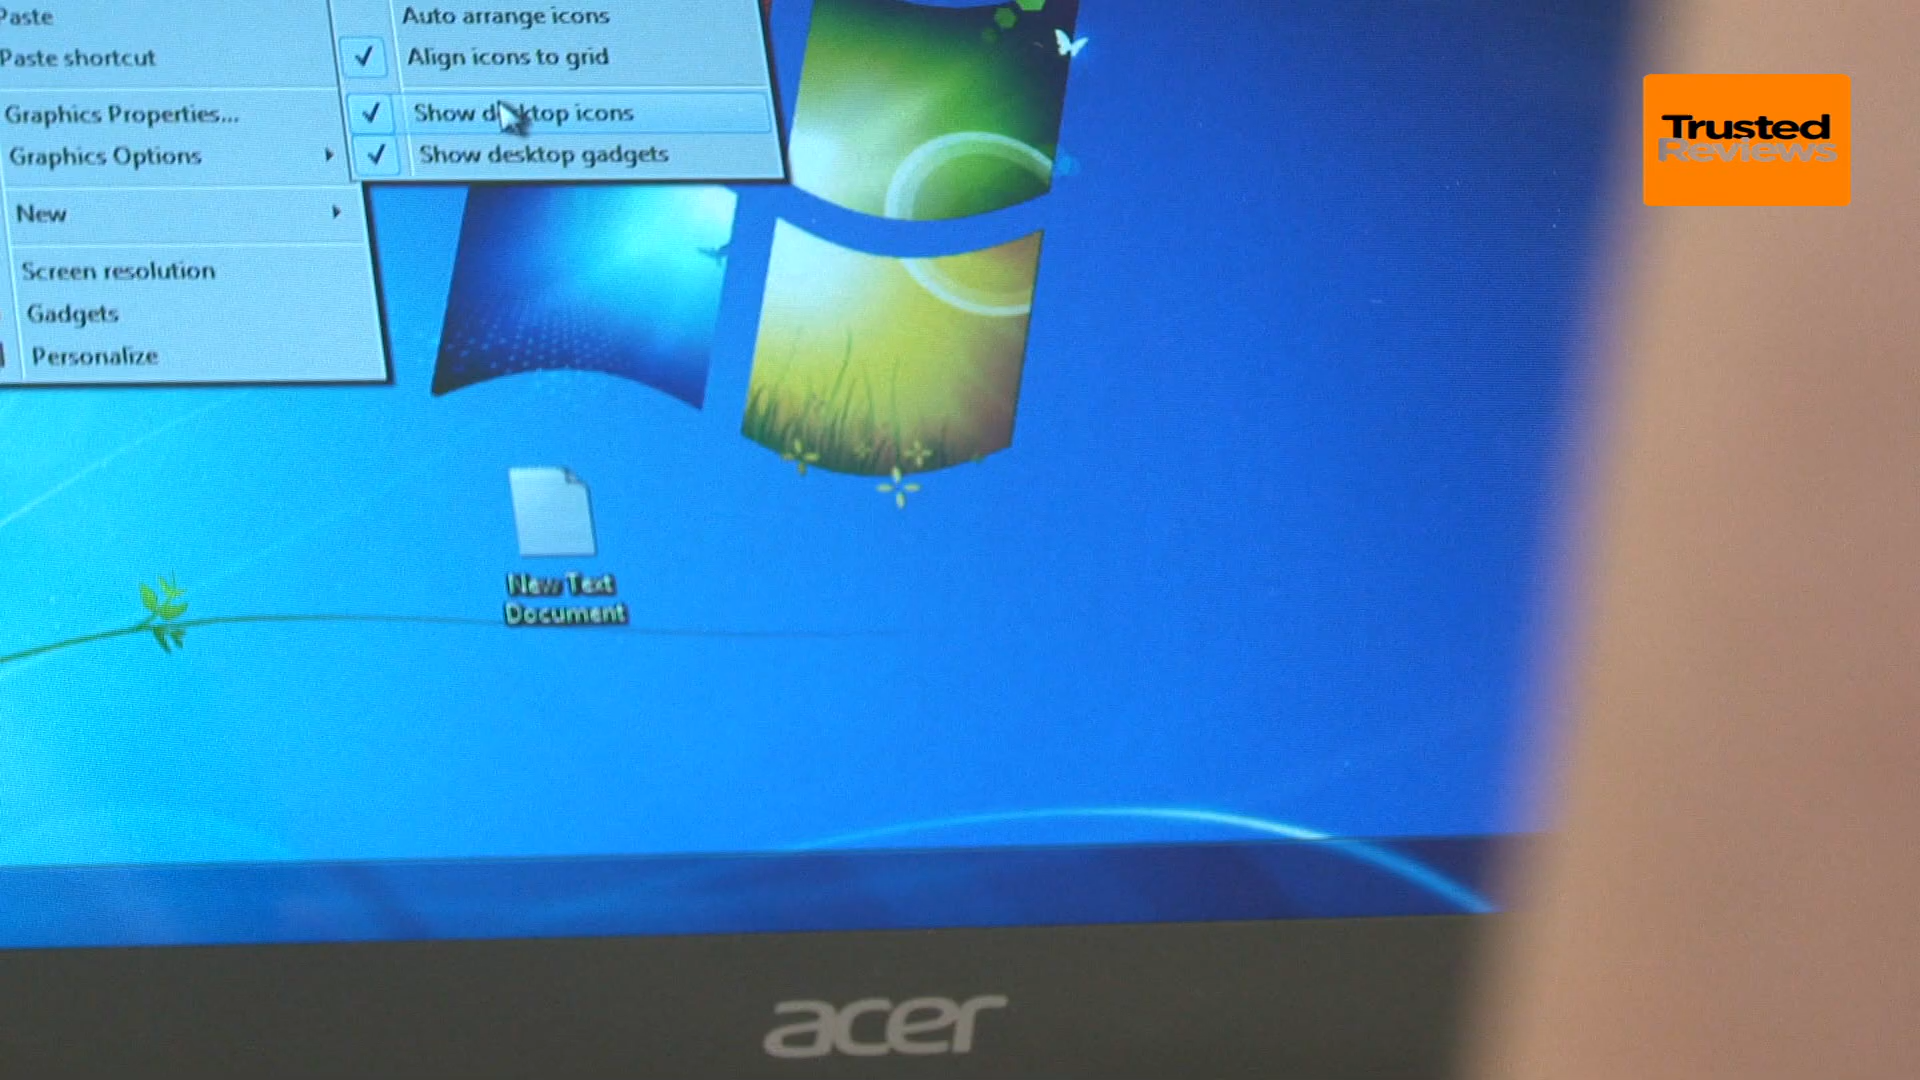 Paste
Paste shortcut
Graphics Properties...
Graphics Options
New
Screen resolution
Gadgets
Personalize
Auto arrange icons
Align icons to grid
Show desktop icons
Show desktop gadgets
Trusted
Reviews
New Text
Document
acer